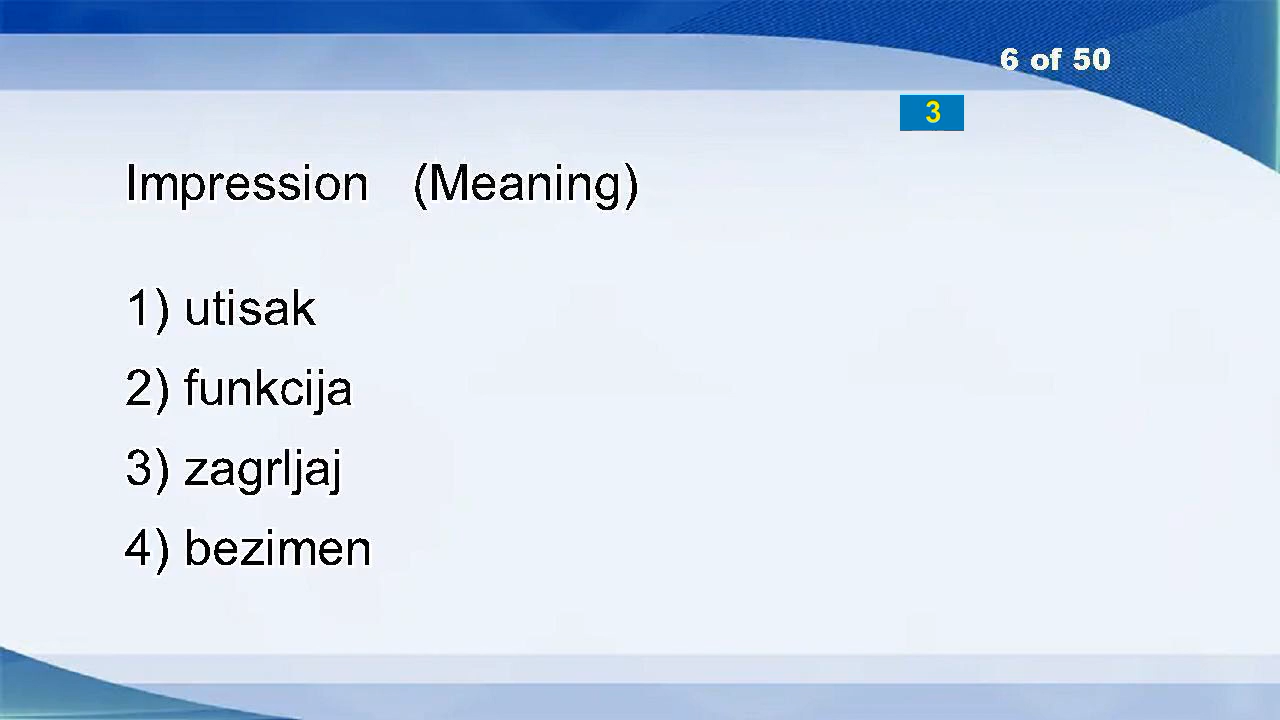 6 of 50
3
Impression (Meaning)
1) utisak
2) funkcija
3) zagrljaj
4) bezimen